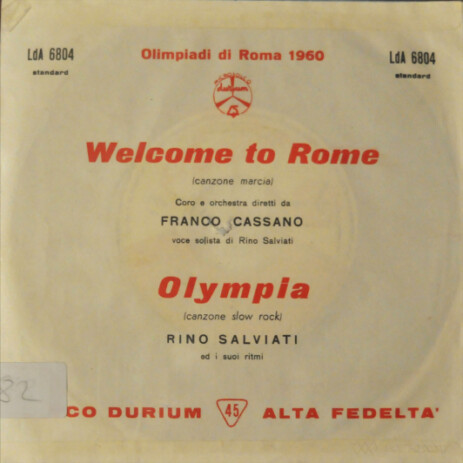 LdA 6804
standard
Olimpiadi di Roma 1960
LdA 6804
standard
Welcome to Rome
(canzone marcia)
Coro e orchestra diretti da
FRANCO CASSANO
voce solista di Rino Salviati
Olympia
(canzone slow rock)
RINO SALVIATI
ed i suoi ritmi
82
CO DURIUM 45 ALTA FEDELTA'